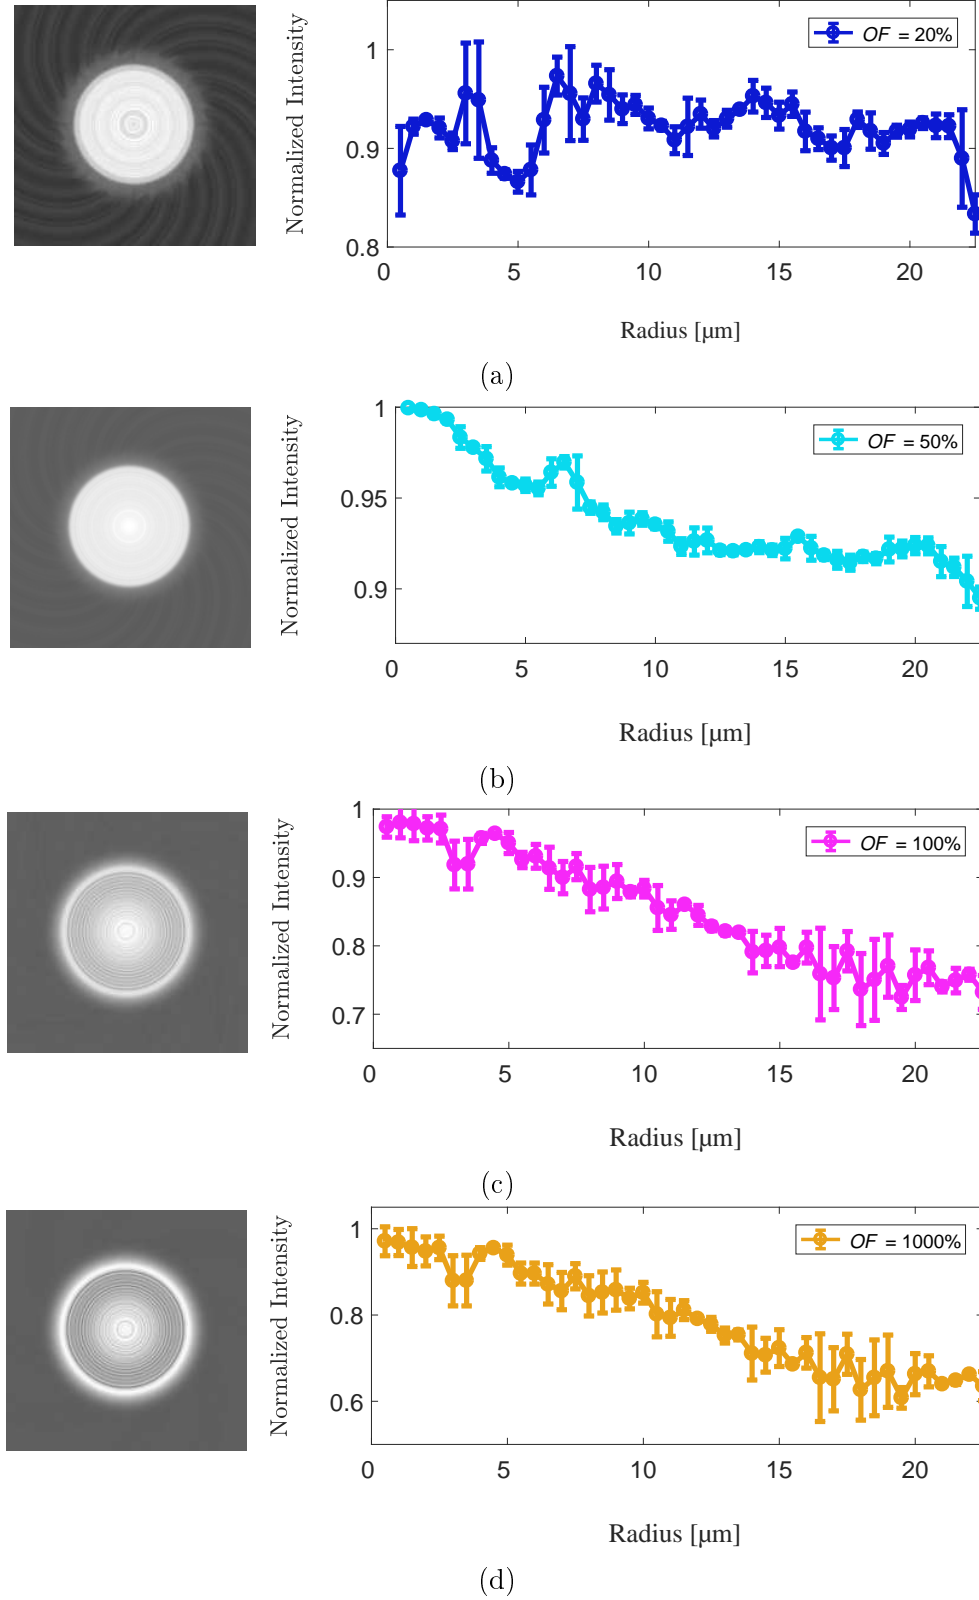 Normalized Intensity
1
0.9
0.8
OF = 20%
0 5 10 15 20
Radius [µm]
(a)
Normalized Intensity
1
0.95
0.9
OF = 50%
0 5 10 15 20
Radius [µm]
(b)
Normalized Intensity
1
0.9
0.8
0.7
OF = 100%
0 5 10 15 20
Radius [µm]
(c)
Normalized Intensity
1
0.8
0.6
OF = 1000%
0 5 10 15 20
Radius [µm]
(d)